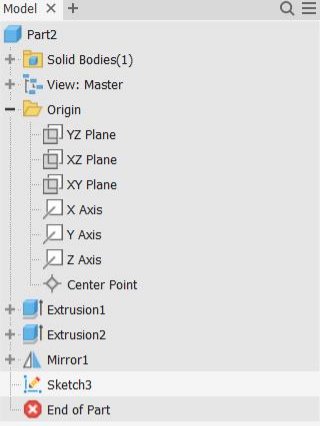 Model
Part2
Solid Bodies(1)
View: Master
Origin
YZ Plane
XZ Plane
XY Plane
X Axis
Y Axis
Z Axis
Center Point
Extrusion1
Extrusion2
Mirror1
Sketch3
End of Part